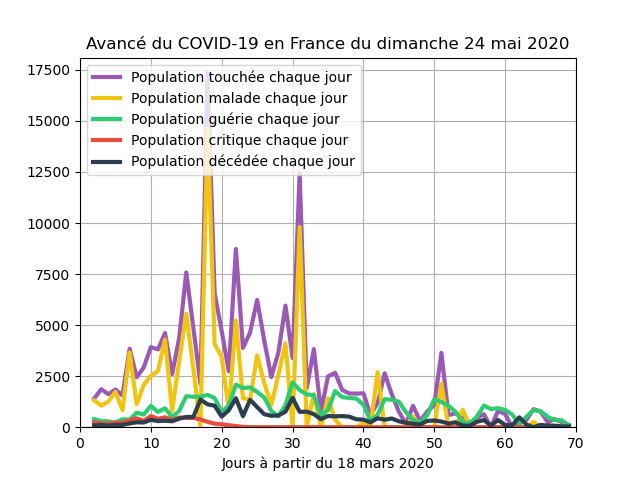 Avancé du COVID-19 en France du dimanche 24 mai 2020
17500
15000
12500
10000
7500
5000
2500
0
Population touchée chaque jour
Population malade chaque jour
Population guérie chaque jour
Population critique chaque jour
Population décédée chaque jour
0 10 20 30 40 50 60 70
Jours à partir du 18 mars 2020